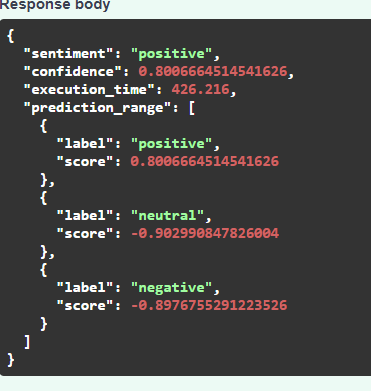 Response body
{
  "sentiment": "positive",
  "confidence": 0.8006664514541626,
  "execution_time": 426.216,
  "prediction_range": [
    {
      "label": "positive",
      "score": 0.8006664514541626
    },
    {
      "label": "neutral",
      "score": -0.902990847826004
    },
    {
      "label": "negative",
      "score": -0.8976755291223526
    }
  ]
}